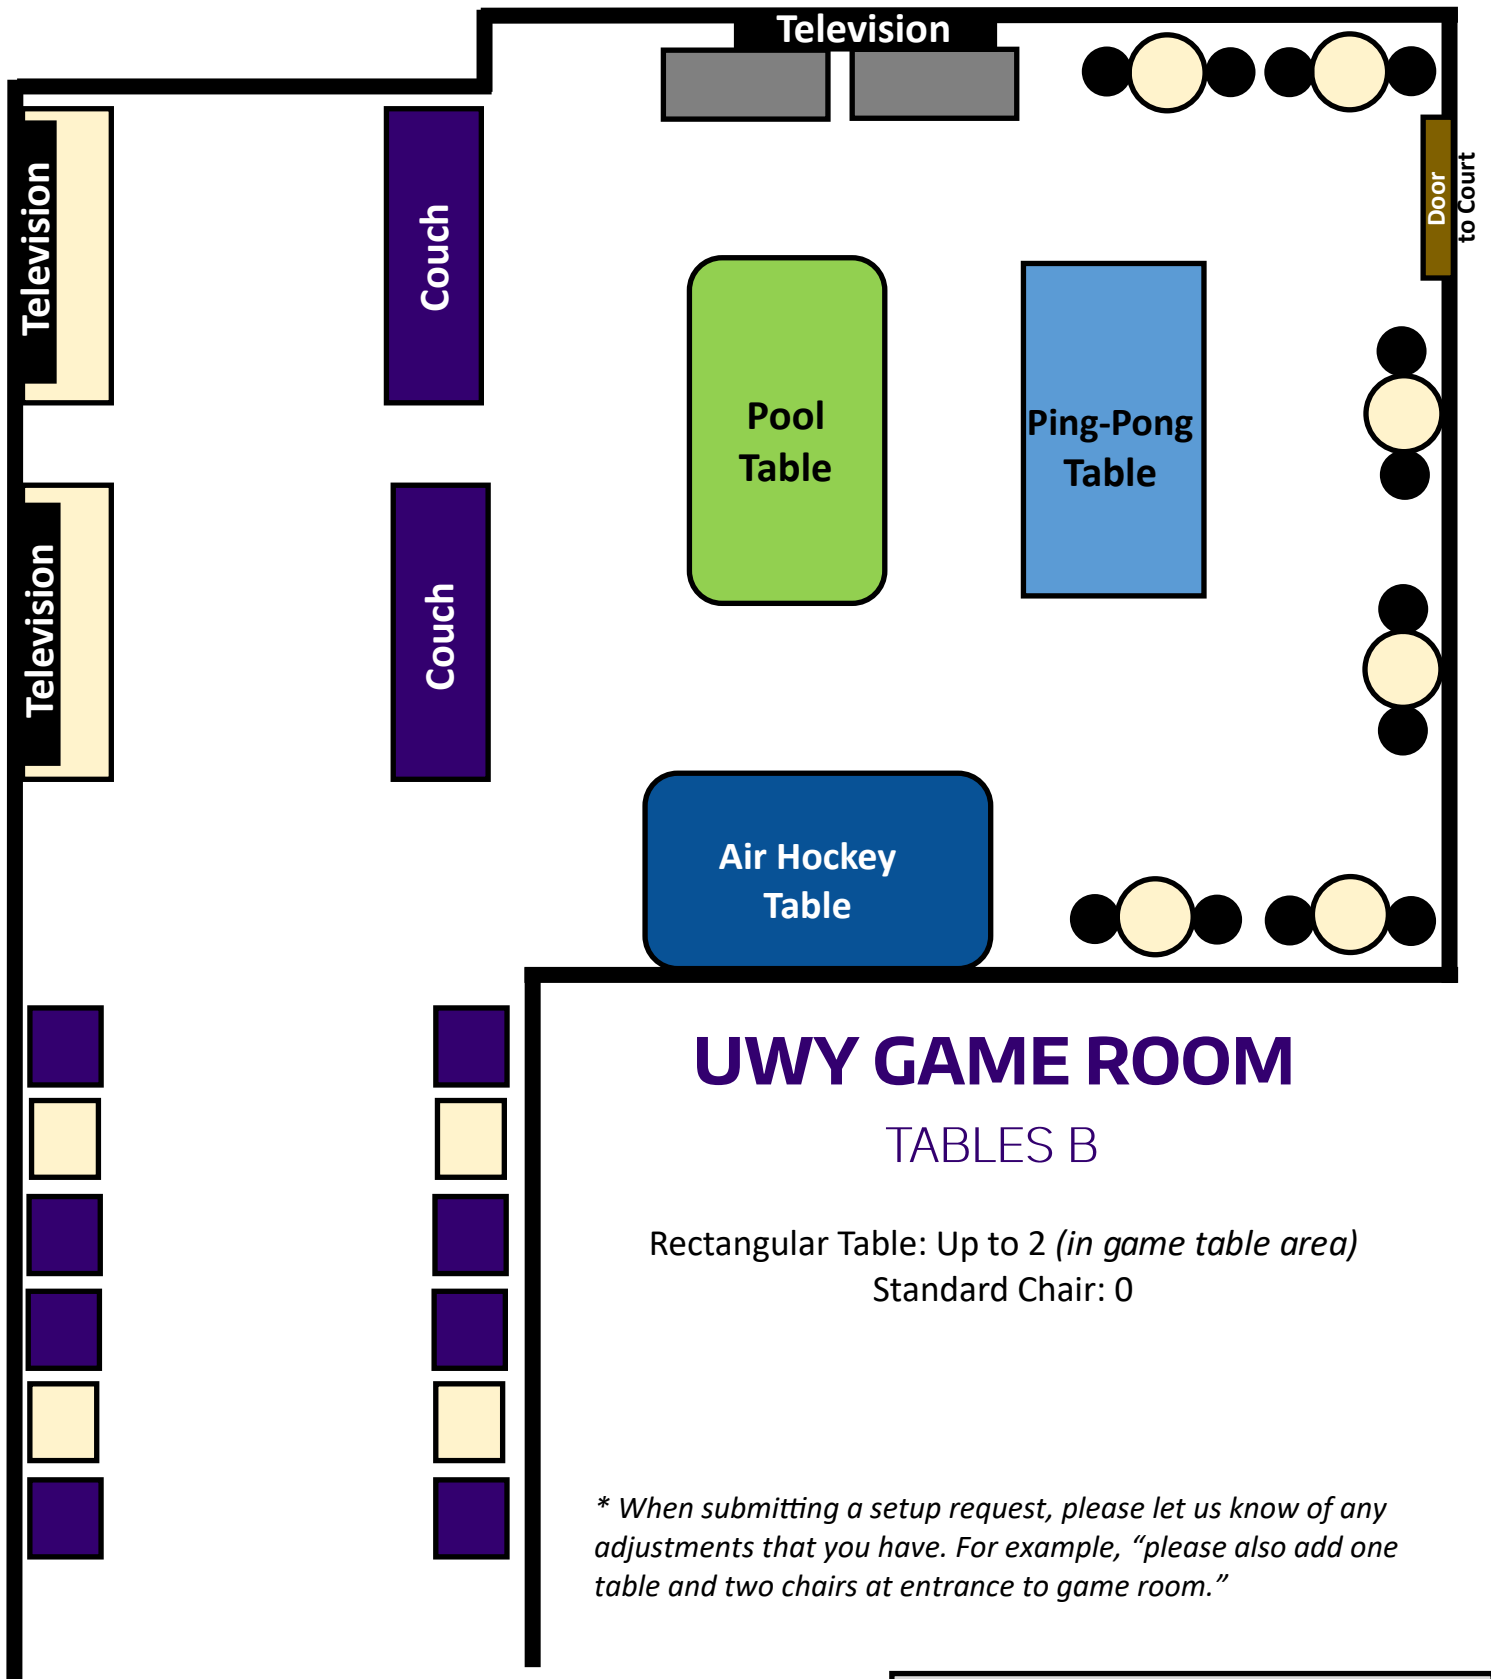 Television
Television
Couch
Door
to Court
Pool
Table
Ping-Pong
Table
Television
Couch
Air Hockey
Table
UWY GAME ROOM
TABLES B
Rectangular Table: Up to 2 (in game table area)
Standard Chair: 0
* When submitting a setup request, please let us know of any
adjustments that you have. For example, “please also add one
table and two chairs at entrance to game room.”